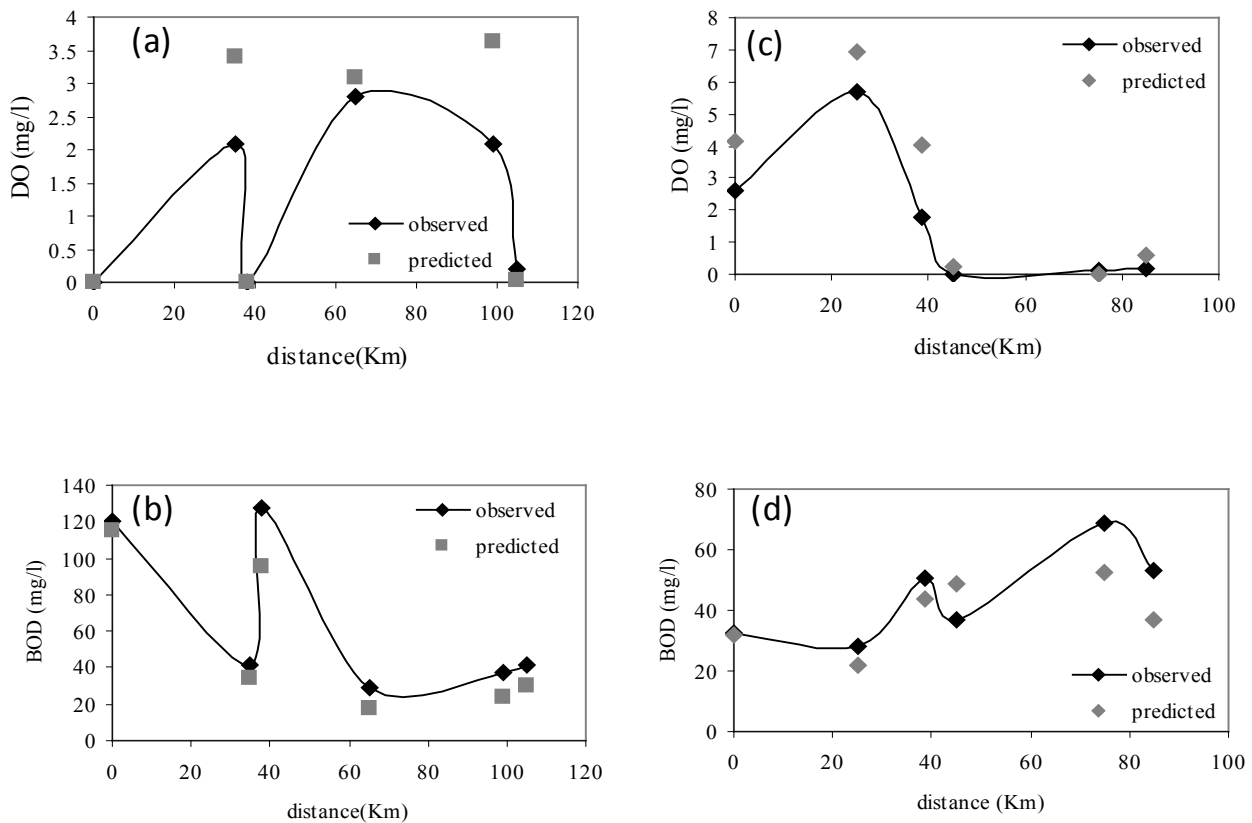 (a)
DO (mg/l)
4
3.5
3
2.5
2
1.5
1
0.5
0
observed
predicted
0 20 40 60 80 100 120
distance(Km)
(c)
DO (mg/l)
8
7
6
5
4
3
2
1
0
observed
predicted
0 20 40 60 80 100
distance(Km)
(b)
BOD (mg/l)
140
120
100
80
60
40
20
0
observed
predicted
0 20 40 60 80 100 120
distance(Km)
(d)
BOD (mg/l)
80
60
40
20
0
observed
predicted
0 20 40 60 80 100
distance (Km)